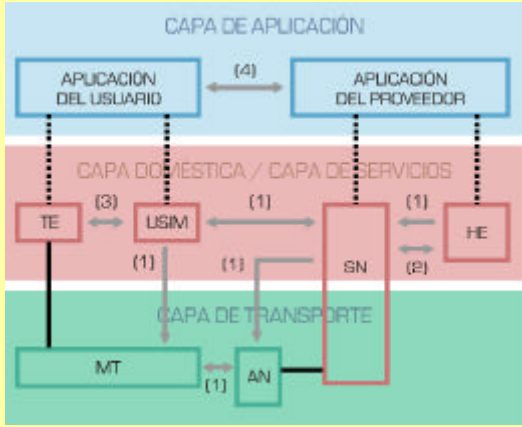 CAPA DE APLICACIÓN
APLICACIÓN
DEL USUARIO
(4)
APLICACIÓN
DEL PROVEEDOR
CAPA DOMÉSTICA / CAPA DE SERVICIOS
TE
(3)
USIM
(1)
SN
(1)
(2)
HE
(1)
(1)
CAPA DE TRANSPORTE
MT
(1)
AN